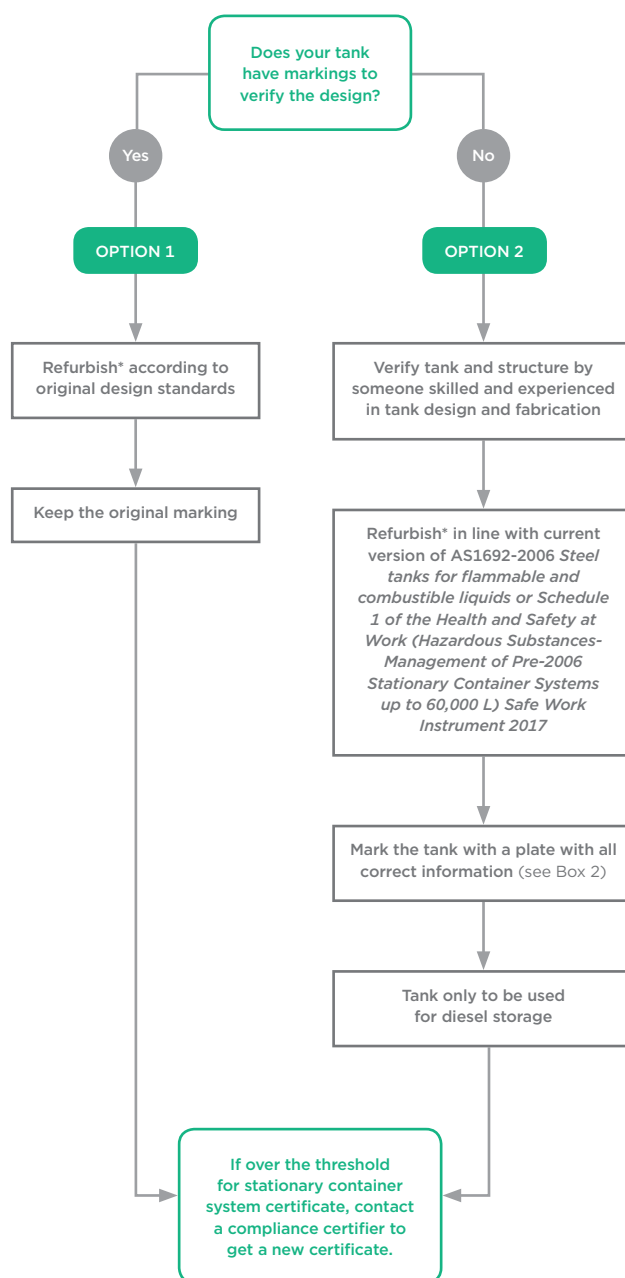 Does your tank
have markings to
verify the design?
Yes
No
OPTION 1
OPTION 2
Refurbish* according to
original design standards
Keep the original marking
Verify tank and structure by
someone skilled and experienced
in tank design and fabrication
Refurbish* in line with current
version of AS1692-2006 Steel
tanks for flammable and
combustible liquids or Schedule
1 of the Health and Safety at
Work (Hazardous Substances-
Management of Pre-2006
Stationary Container Systems
up to 60,000 L) Safe Work
Instrument 2017
Mark the tank with a plate with all
correct information (see Box 2)
Tank only to be used
for diesel storage
If over the threshold
for stationary container
system certificate, contact
a compliance certifier to
get a new certificate.